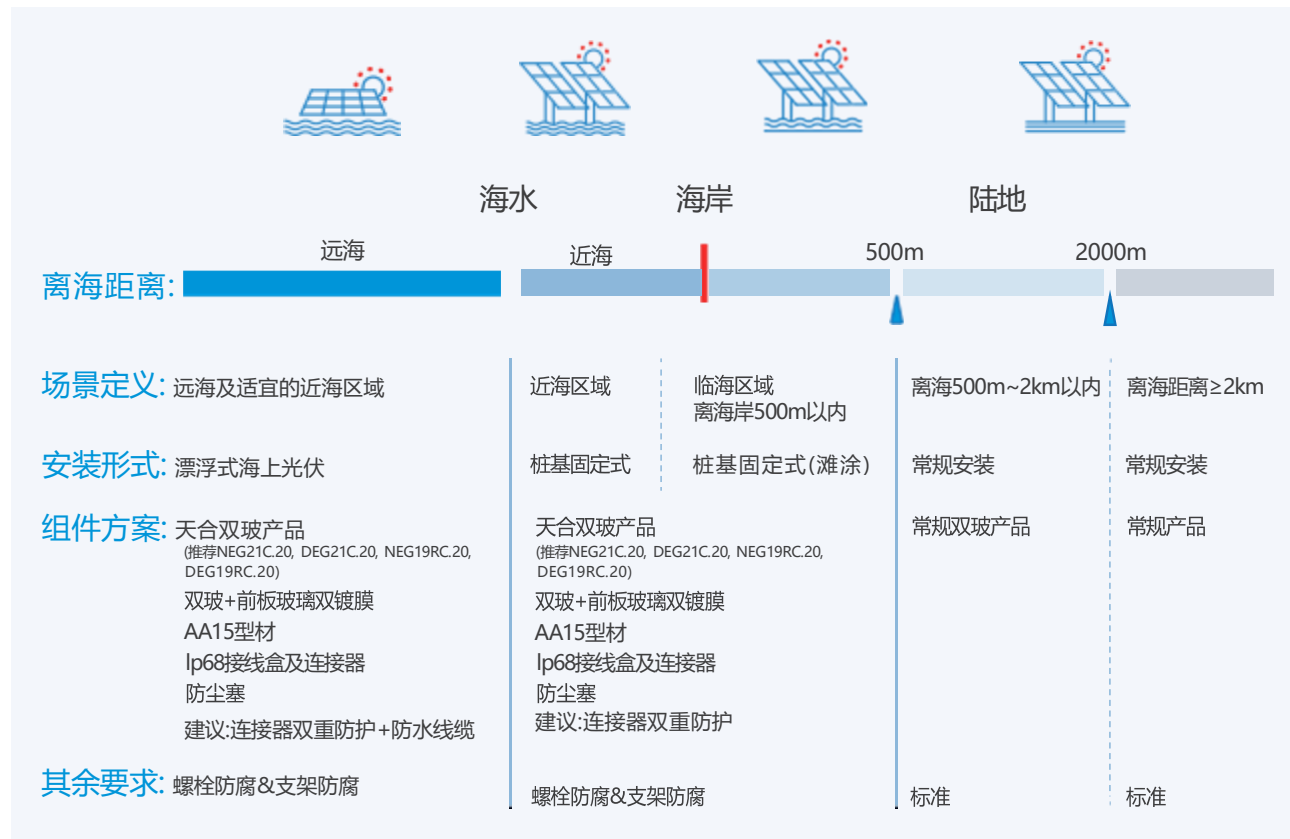 海水 海岸 陆地
远海 近海 500m 2000m
离海距离:
场景定义: 远海及适宜的近海区域 近海区域 临海区域 离海500m~2km以内 离海距离≥2km
离海岸500m以内
安装形式: 漂浮式海上光伏 桩基固定式 桩基固定式(滩涂) 常规安装 常规安装
组件方案: 天合双玻产品 天合双玻产品 常规双玻产品 常规产品
(推荐NEG21C.20, DEG21C.20, NEG19RC.20, (推荐NEG21C.20, DEG21C.20, NEG19RC.20,
DEG19RC.20) DEG19RC.20)
双玻+前板玻璃双镀膜 双玻+前板玻璃双镀膜
AA15型材 AA15型材
Ip68接线盒及连接器 Ip68接线盒及连接器
防尘塞 防尘塞
建议:连接器双重防护+防水线缆 建议:连接器双重防护
其余要求: 螺栓防腐&支架防腐 螺栓防腐&支架防腐 标准 标准